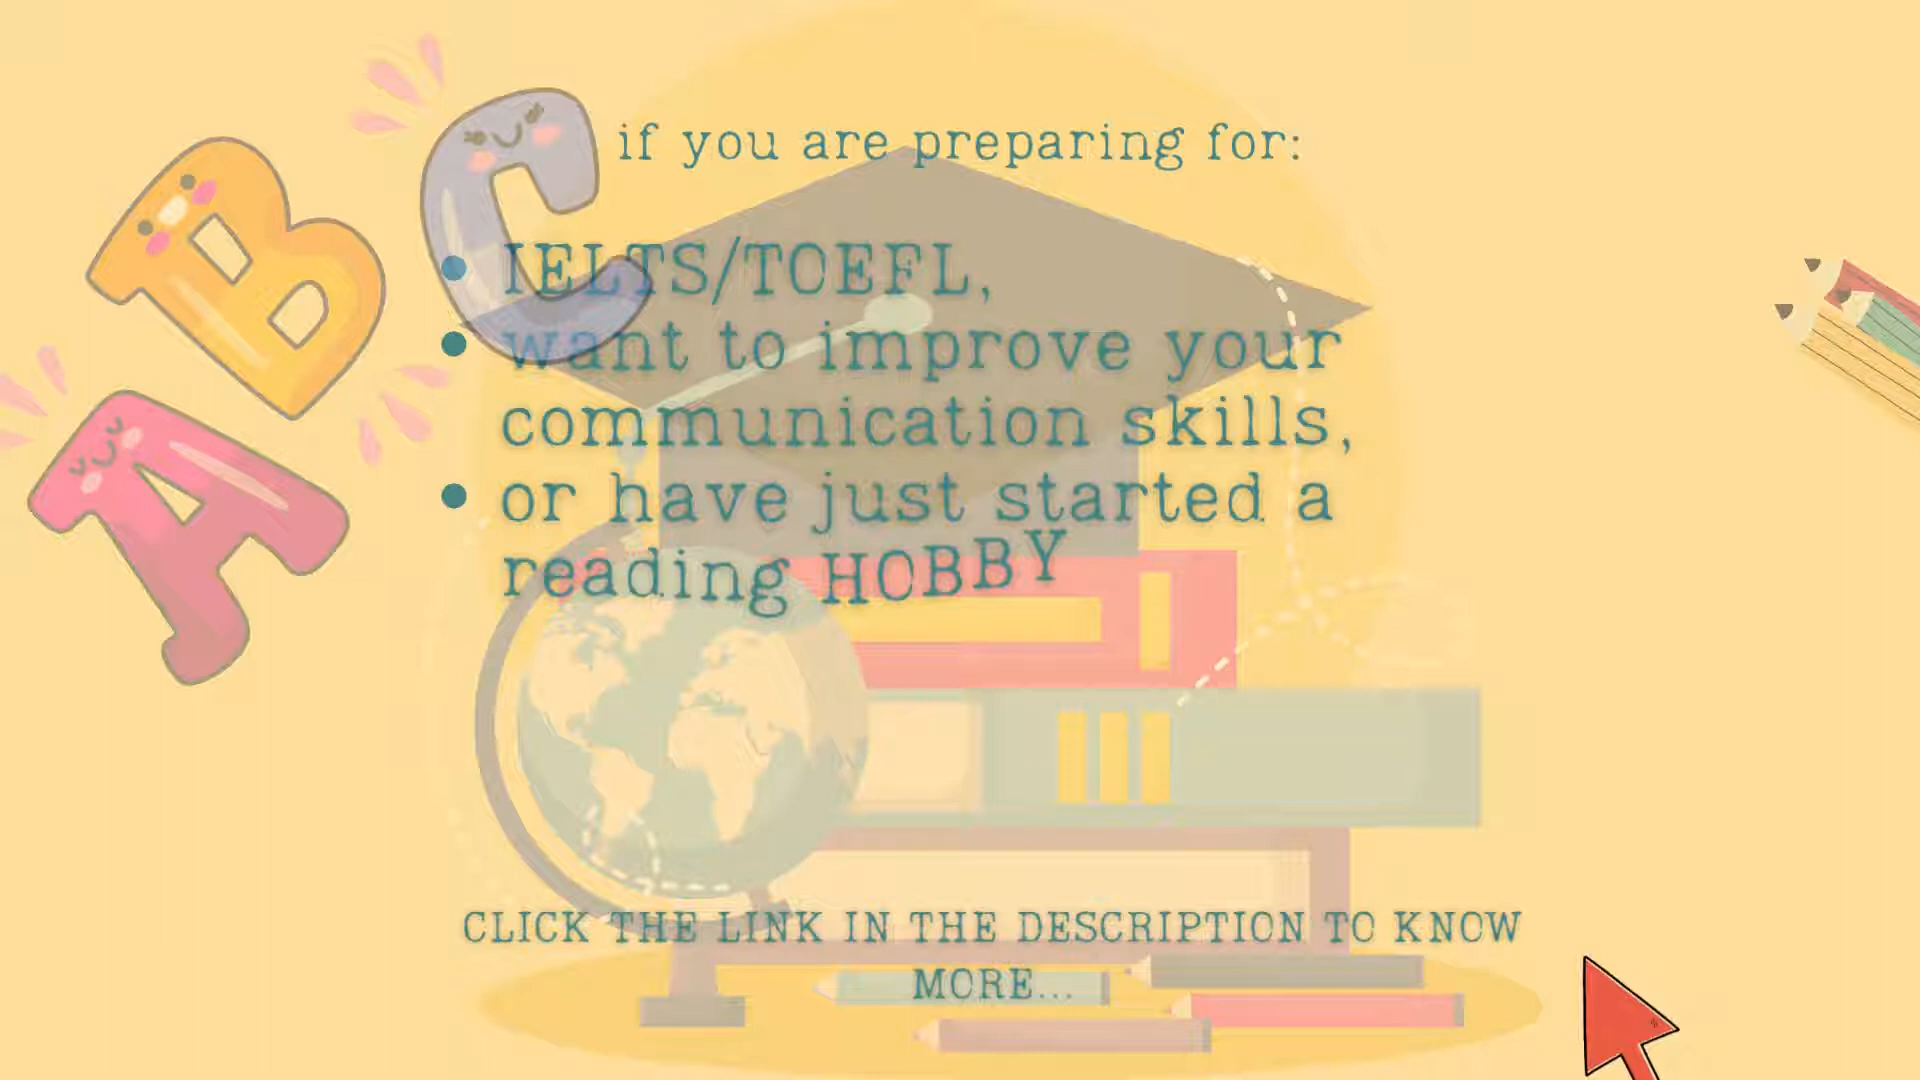 if you are preparing for:
IELTS/TOEFL,
want to improve your
communication skills,
or have just started a
reading HOBBY
CLICK THE LINK IN THE DESCRIPTION TO KNOW
MORE...
A
B
C